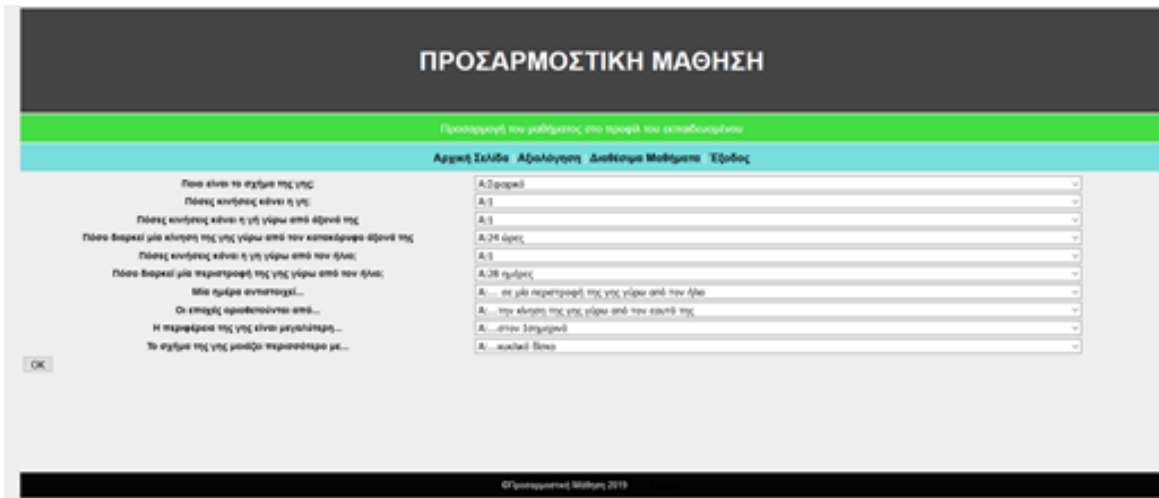 ΠΡΟΣΑΡΜΟΣΤΙΚΗ ΜΑΘΗΣΗ
Προσαρμογή του μαθήματος στο προφίλ του εκπαιδευομένου
Αρχική Σελίδα Αξιολόγηση Διαθέσιμα Μαθήματα Έξοδος
Ποιο είναι το σχήμα της γης; Α:Σφαιρικό
Πόσες κινήσεις κάνει η γη; Α:1
Πόσες κινήσεις κάνει η γή γύρω από άξονά της Α:1
Πόσο διαρκεί μία κίνηση της γης γύρω από τον κατακόρυφο άξονά της Α:24 ώρες
Πόσες κινήσεις κάνει η γη γύρω από τον ήλιο; Α:1
Πόσο διαρκεί μία περιστροφή της γης γύρω από τον ήλιο; Α:28 ημέρες
Μία ημέρα αντιστοιχεί... Α:... σε μία περιστροφή της γης γύρω από τον ήλιο
Οι εποχές οριοθετούνται από... Α:...την κίνηση της γης γύρω από τον εαυτό της
Η περιφέρεια της γης είναι μεγαλύτερη... Α:...στον Ισημερινό
Το σχήμα της γης μοιάζει περισσότερο με... Α:...κυκλικό δίσκο
OK
©Προσαρμοστική Μάθηση 2019